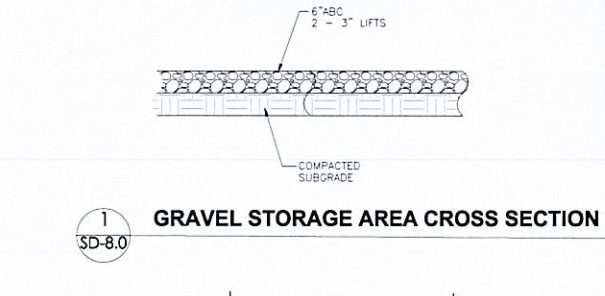 6"ABC
2 - 3" LIFTS
COMPACTED
SUBGRADE
1
SD-8.0
GRAVEL STORAGE AREA CROSS SECTION